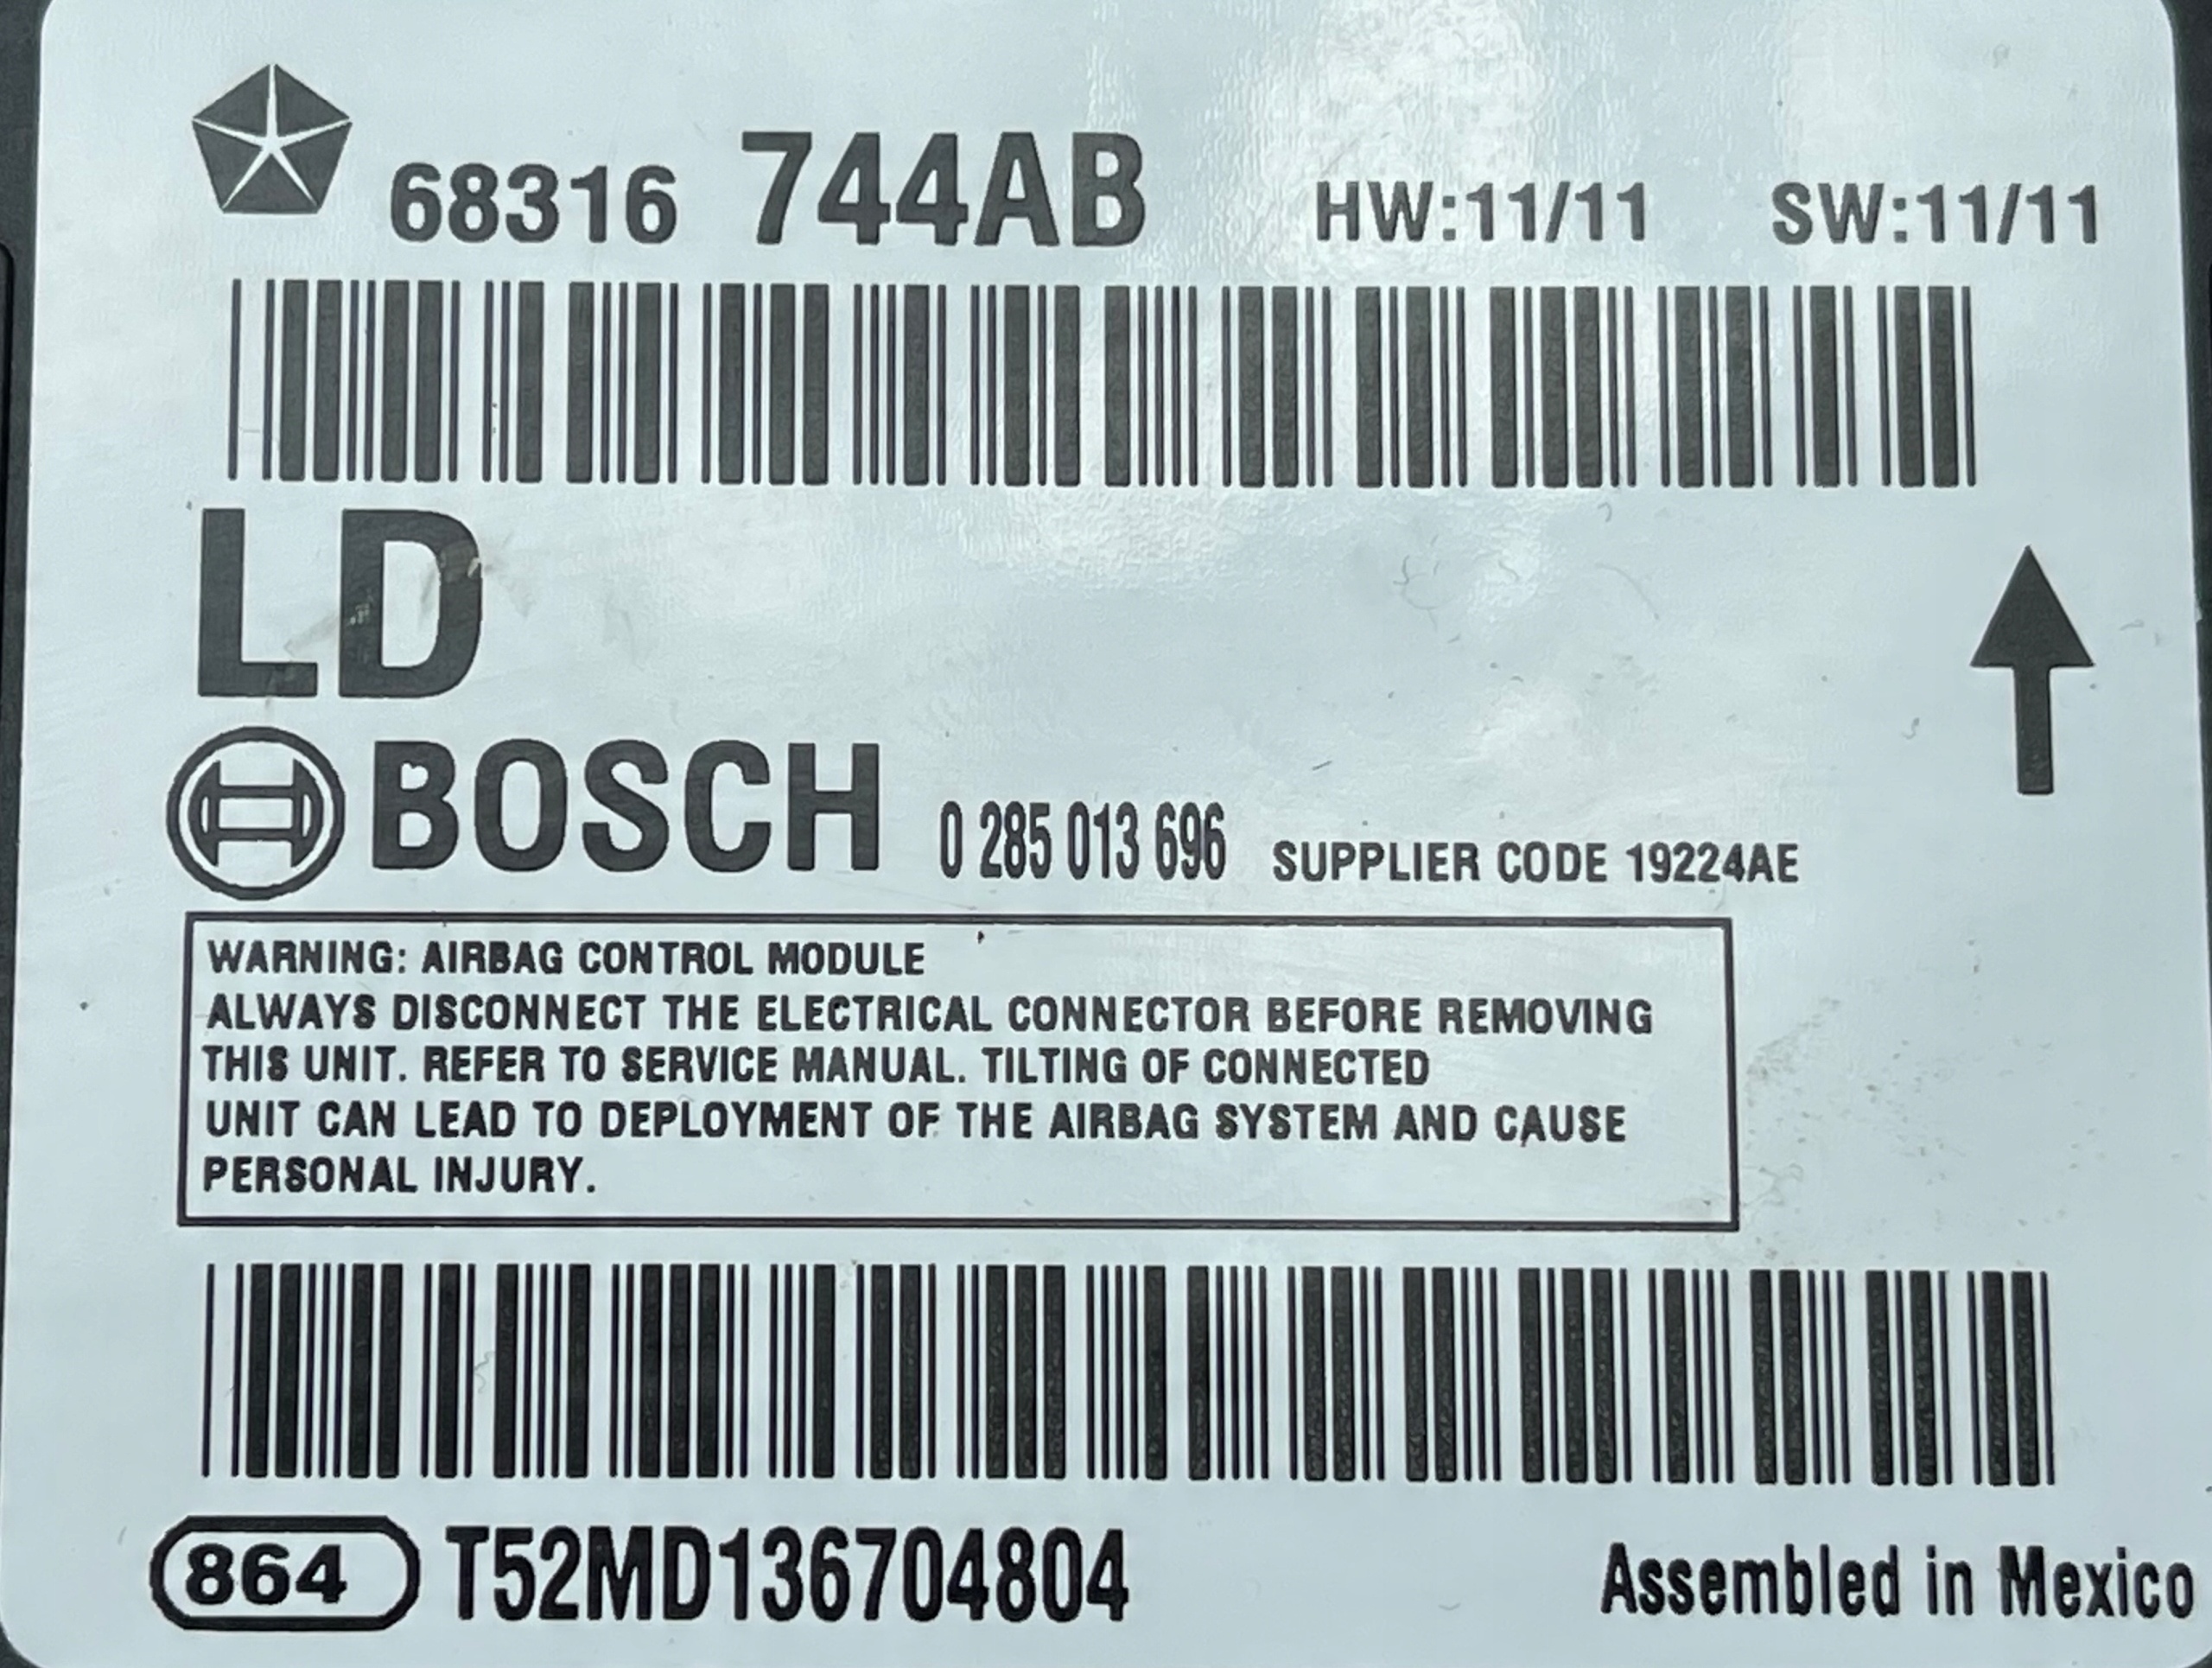 68316 744AB HW:11/11 SW:11/11
LD
BOSCH 0 285 013 696 SUPPLIER CODE 19224AE
WARNING: AIRBAG CONTROL MODULE
ALWAYS DISCONNECT THE ELECTRICAL CONNECTOR BEFORE REMOVING
THIS UNIT. REFER TO SERVICE MANUAL. TILTING OF CONNECTED
UNIT CAN LEAD TO DEPLOYMENT OF THE AIRBAG SYSTEM AND CAUSE
PERSONAL INJURY.
864 T52MD136704804 Assembled in Mexico